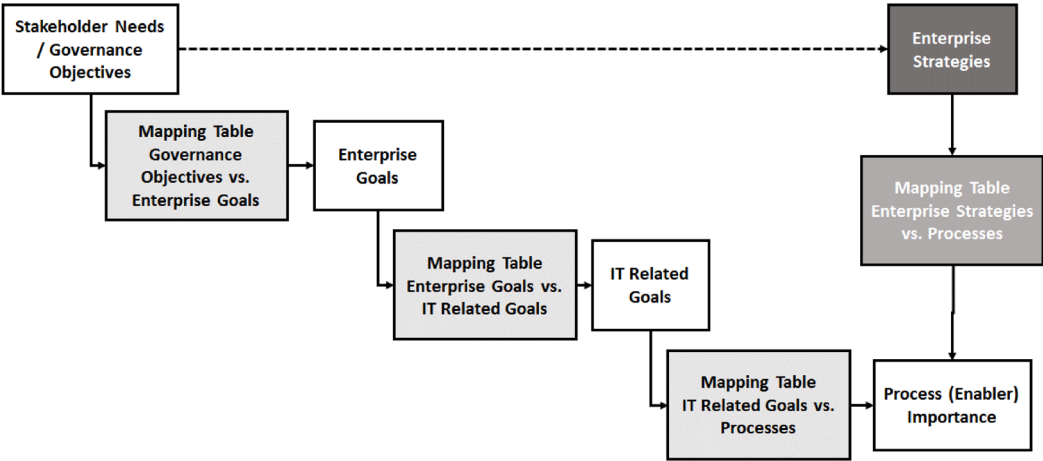 Stakeholder Needs
/ Governance
Objectives
Enterprise
Strategies
Mapping Table
Governance
Objectives vs.
Enterprise Goals
Enterprise
Goals
Mapping Table
Enterprise Strategies
vs. Processes
Mapping Table
Enterprise Goals vs.
IT Related Goals
IT Related
Goals
Mapping Table
IT Related Goals vs.
Processes
Process (Enabler)
Importance